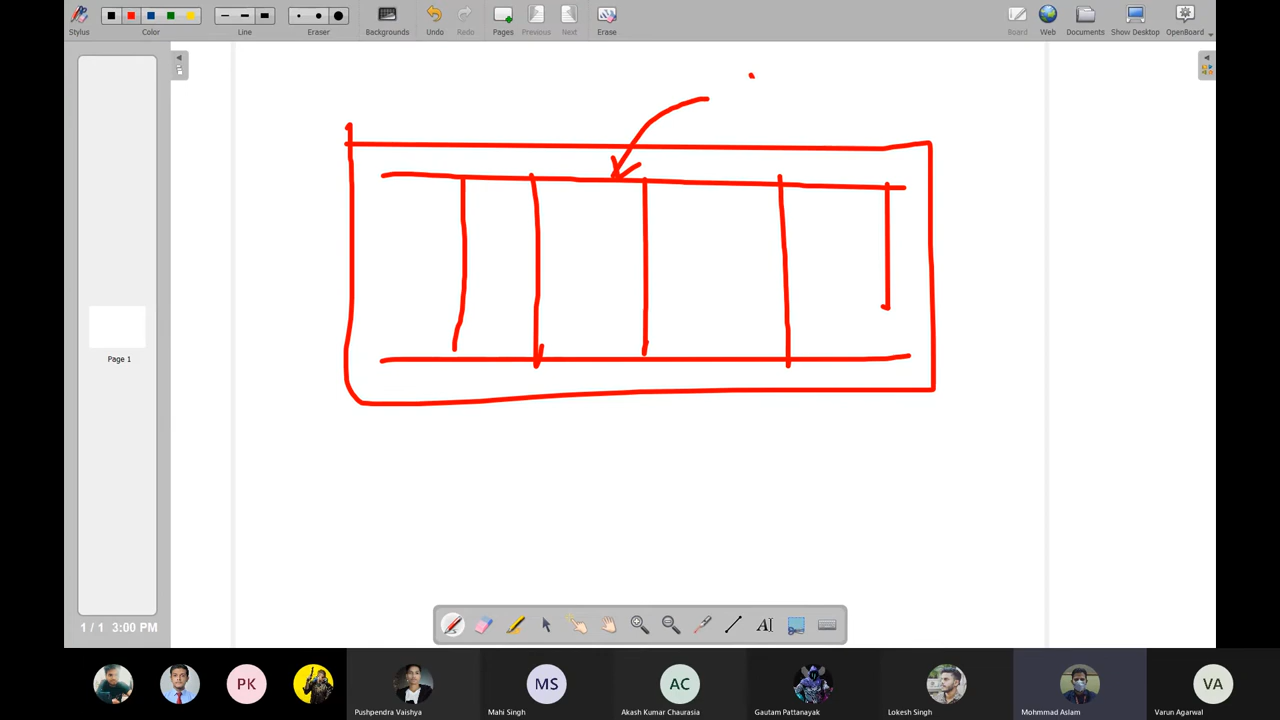 Stylus Color Line Eraser Backgrounds Undo Redo Pages Previous Next Erase Board Web Documents Show Desktop OpenBoard
Page 1
1 / 1 3:00 PM
AI
PK MS AC VA
Pushpendra Vaishya Mahi Singh Akash Kumar Chaurasia Gautam Pattanayak Lokesh Singh Mohmmad Aslam Varun Agarwal